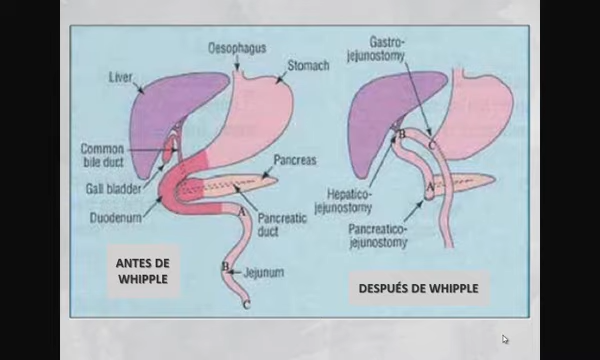 Oesophagus
Liver
Stomach
Common
bile duct
Gall bladder
Duodenum
Pancreas
Pancreatic
duct
A
B
Jejunum
C
ANTES DE
WHIPPLE
Gastro-
jejunostomy
B
C
A
Hepatico-
jejunostomy
Pancreatico-
jejunostomy
DESPUÉS DE WHIPPLE